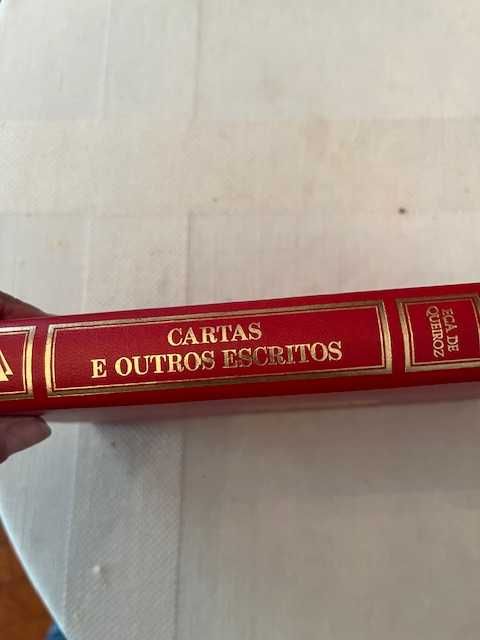 CARTAS
E OUTROS ESCRITOS
EÇA DE
QUEIROZ